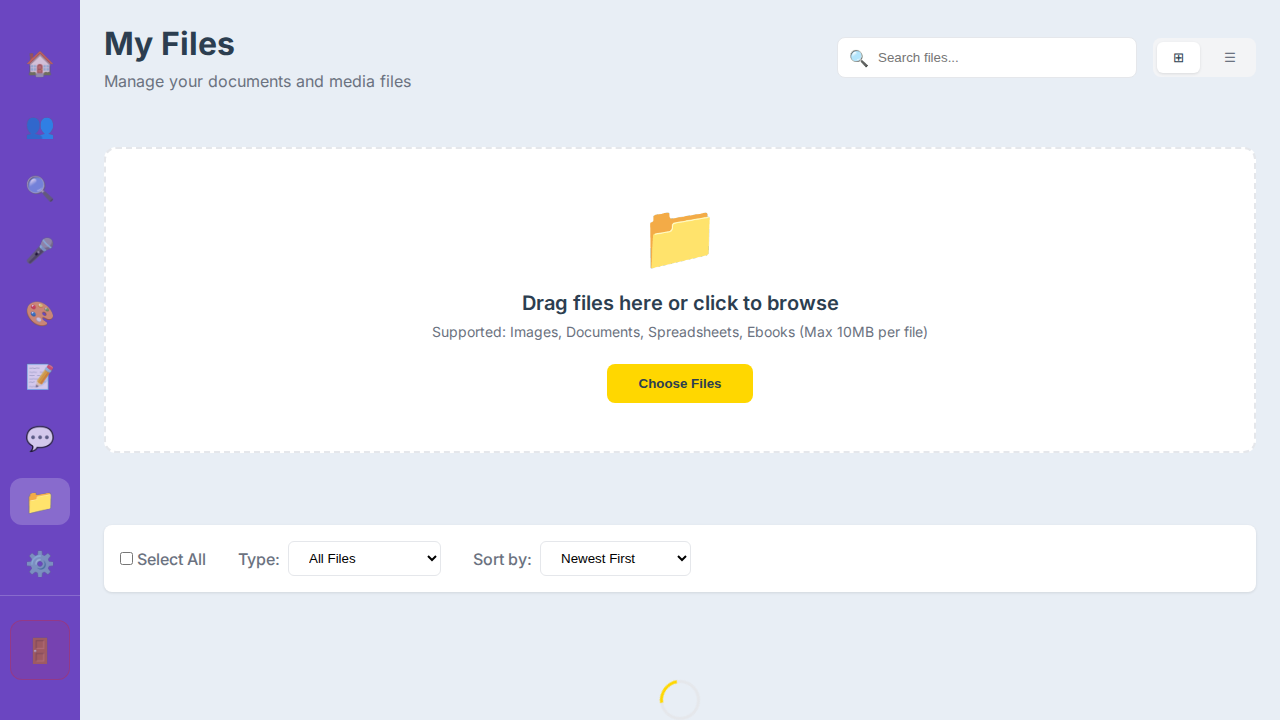 My Files
Manage your documents and media files
Search files...
Drag files here or click to browse
Supported: Images, Documents, Spreadsheets, Ebooks (Max 10MB per file)
Choose Files
Select All Type: All Files Sort by: Newest First